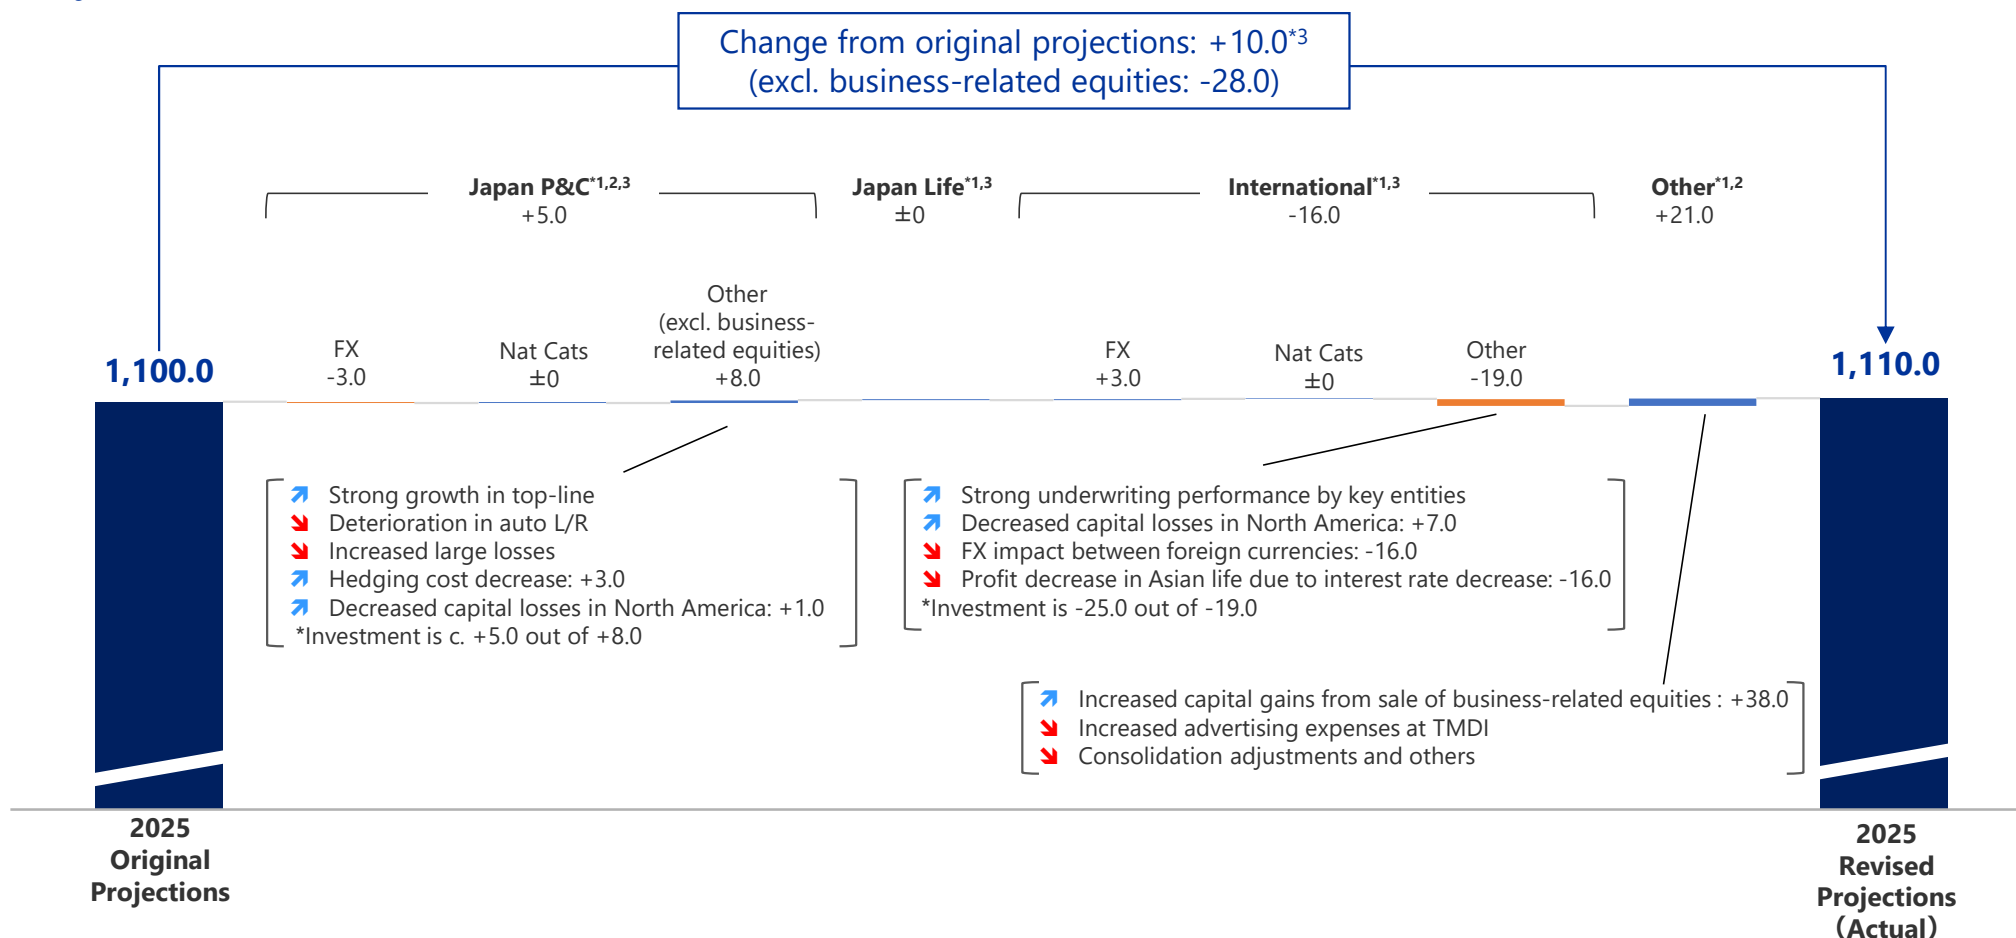 Change from original projections: +10.0*3
(excl. business-related equities: -28.0)
Japan P&C*1,2,3
+5.0
Japan Life*1,3
±0
International*1,3
-16.0
Other*1,2
+21.0
1,100.0
FX
-3.0
Nat Cats
±0
Other
(excl. business-
related equities)
+8.0
FX
+3.0
Nat Cats
±0
Other
-19.0
1,110.0
Strong growth in top-line
Deterioration in auto L/R
Increased large losses
Hedging cost decrease: +3.0
Decreased capital losses in North America: +1.0
*Investment is c. +5.0 out of +8.0
Strong underwriting performance by key entities
Decreased capital losses in North America: +7.0
FX impact between foreign currencies: -16.0
Profit decrease in Asian life due to interest rate decrease: -16.0
*Investment is -25.0 out of -19.0
Increased capital gains from sale of business-related equities : +38.0
Increased advertising expenses at TMDI
Consolidation adjustments and others
2025
Original
Projections
2025
Revised
Projections
（Actual）